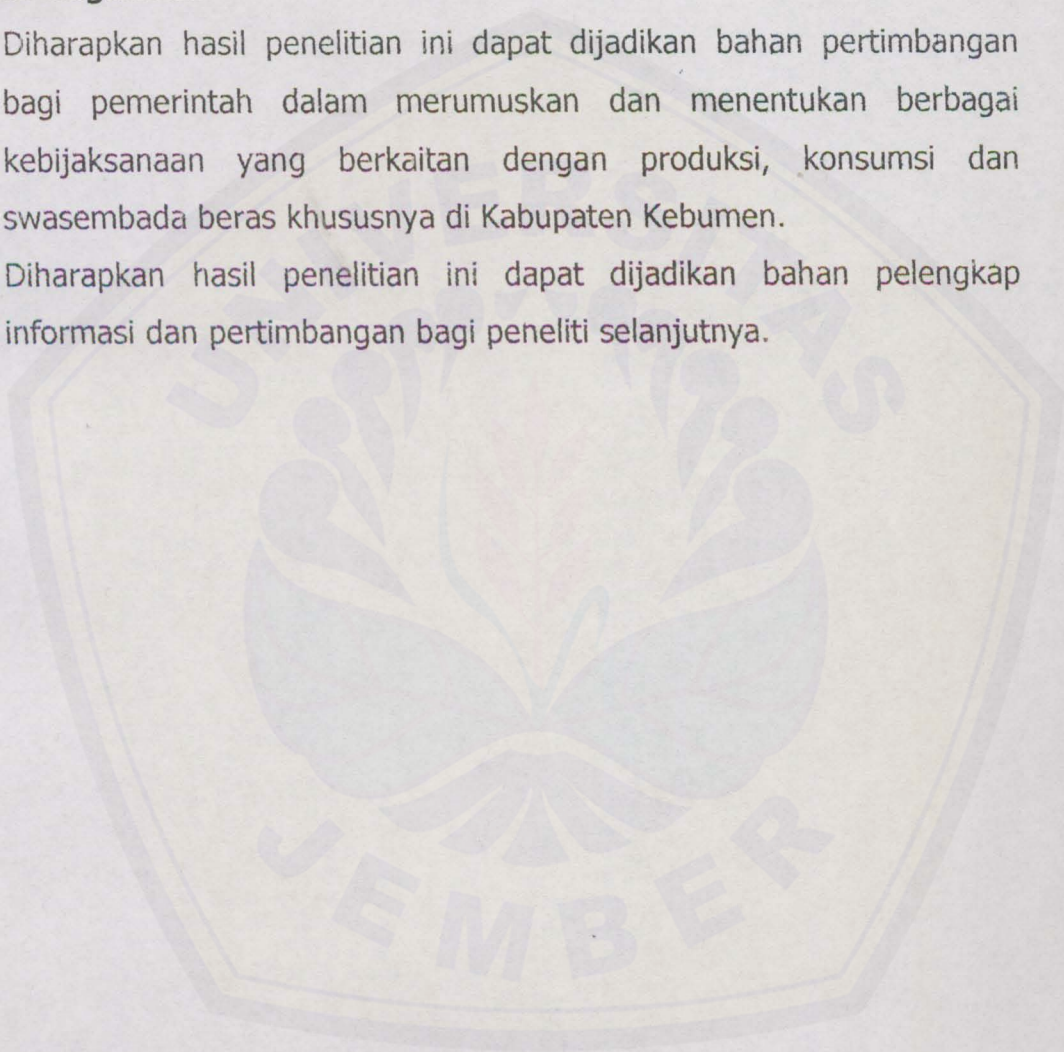 Diharapkan hasil penelitian ini dapat dijadikan bahan pertimbangan
bagi pemerintah dalam merumuskan dan menentukan berbagai
kebijaksanaan yang berkaitan dengan produksi, konsumsi dan
swasembada beras khususnya di Kabupaten Kebumen.
Diharapkan hasil penelitian ini dapat dijadikan bahan pelengkap
informasi dan pertimbangan bagi peneliti selanjutnya.
UNIVERSITAS
JEMBER